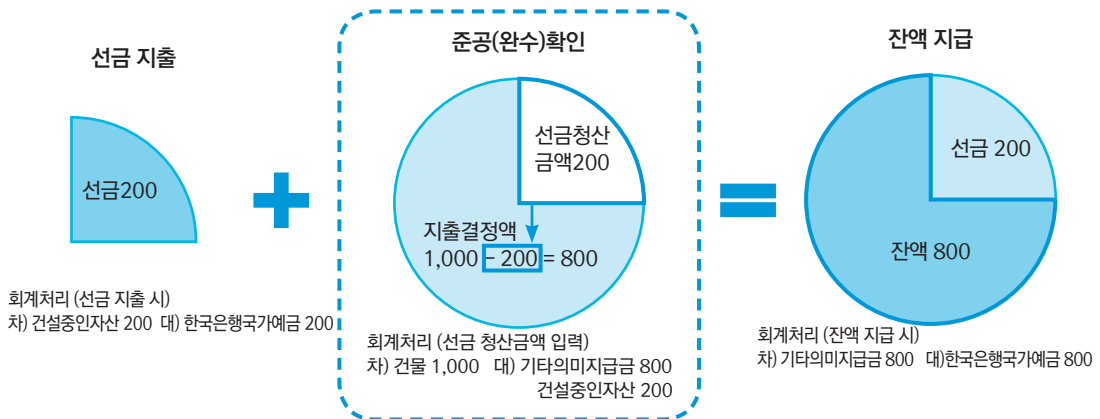 선금 지출
선금200
회계처리 (선금 지출 시)
차) 건설중인자산 200 대) 한국은행국가예금 200
준공(완수)확인
선금청산
금액200
지출결정액
1,000 - 200 = 800
회계처리 (선금 청산금액 입력)
차) 건물 1,000 대) 기타의미지급금 800
건설중인자산 200
잔액 지급
선금 200
잔액 800
회계처리 (잔액 지급 시)
차) 기타의미지급금 800 대)한국은행국가예금 800